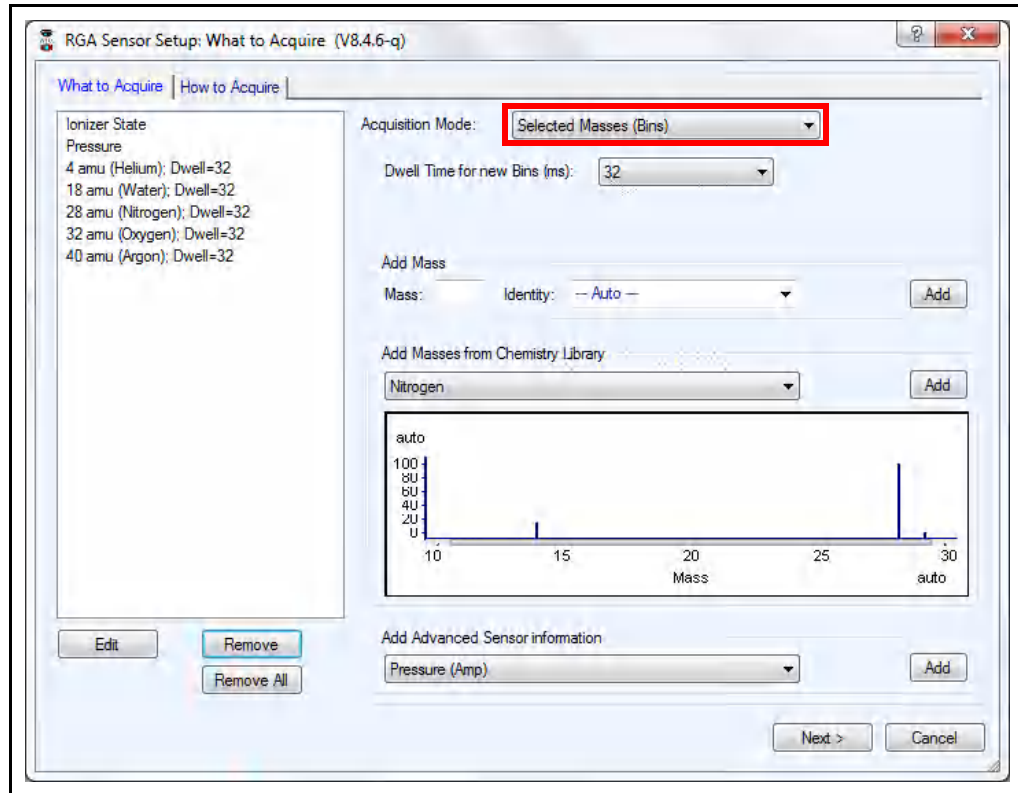 RGA Sensor Setup: What to Acquire (V8.4.6-q)
What to Acquire How to Acquire
Ionizer State
Pressure
4 amu (Helium); Dwell=32
18 amu (Water); Dwell=32
28 amu (Nitrogen); Dwell=32
32 amu (Oxygen); Dwell=32
40 amu (Argon); Dwell=32
Edit Remove
Remove All
Acquisition Mode: Selected Masses (Bins)
Dwell Time for new Bins (ms): 32
Add Mass
Mass: Identity: -- Auto -- Add
Add Masses from Chemistry Library
Nitrogen Add
auto
100
80
60
40
20
0
10 15 20 25 30
Mass auto
Add Advanced Sensor information
Pressure (Amp) Add
Next > Cancel